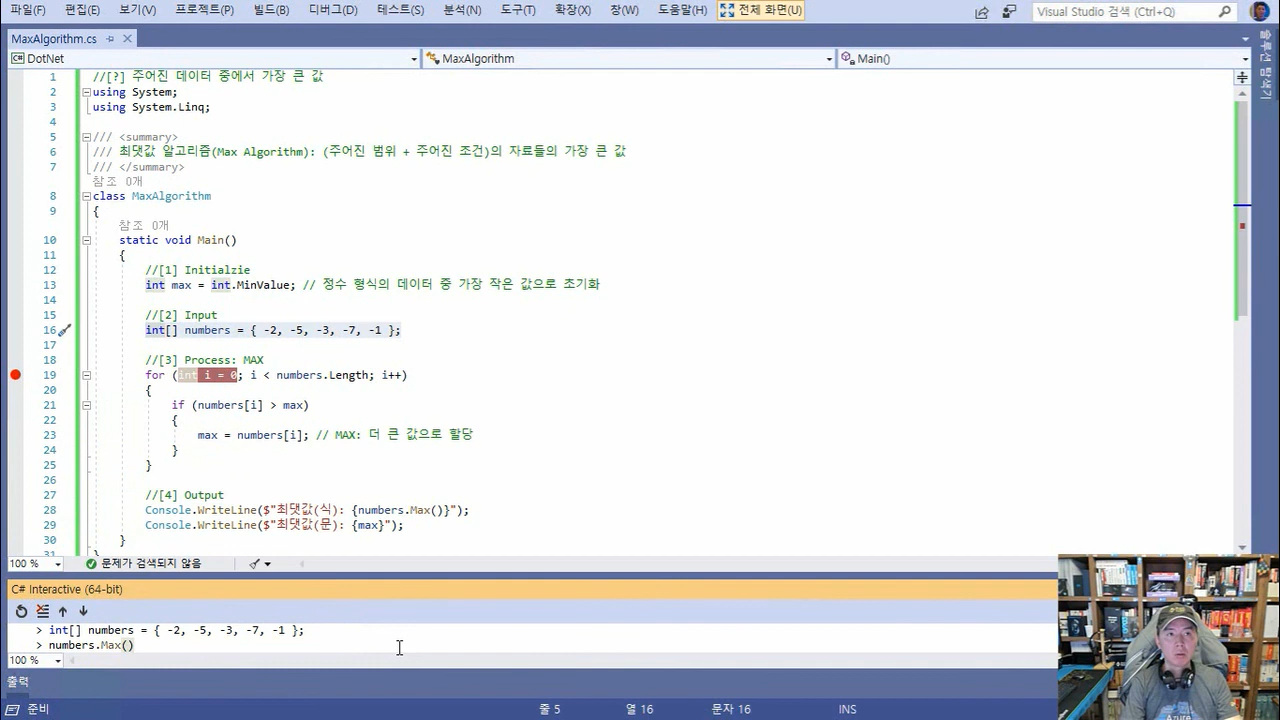 파일(F) 편집(E) 보기(V) 프로젝트(P) 빌드(B) 디버그(D) 테스트(S) 분석(N) 도구(T) 확장(X) 창(W) 도움말(H) 전체 화면(U) Visual Studio 검색 (Ctrl+Q)
MaxAlgorithm.cs
DotNet MaxAlgorithm Main()
솔루션 탐색기
1 //[?] 주어진 데이터 중에서 가장 큰 값
2 using System;
3 using System.Linq;
4
5 /// <summary>
6 /// 최댓값 알고리즘(Max Algorithm): (주어진 범위 + 주어진 조건)의 자료들의 가장 큰 값
7 /// </summary>
참조 0개
8 class MaxAlgorithm
9 {
참조 0개
10 static void Main()
11 {
12 //[1] Initialzie
13 int max = int.MinValue; // 정수 형식의 데이터 중 가장 작은 값으로 초기화
14
15 //[2] Input
16 int[] numbers = { -2, -5, -3, -7, -1 };
17
18 //[3] Process: MAX
19 for (int i = 0; i < numbers.Length; i++)
20 {
21 if (numbers[i] > max)
22 {
23 max = numbers[i]; // MAX: 더 큰 값으로 할당
24 }
25 }
26
27 //[4] Output
28 Console.WriteLine($"최댓값(식): {numbers.Max()}");
29 Console.WriteLine($"최댓값(문): {max}");
30 }
31 }
100 % 문제가 검색되지 않음
C# Interactive (64-bit)
> int[] numbers = { -2, -5, -3, -7, -1 };
> numbers.Max()
100 %
출력
준비 줄 5 열 16 문자 16 INS
Azure